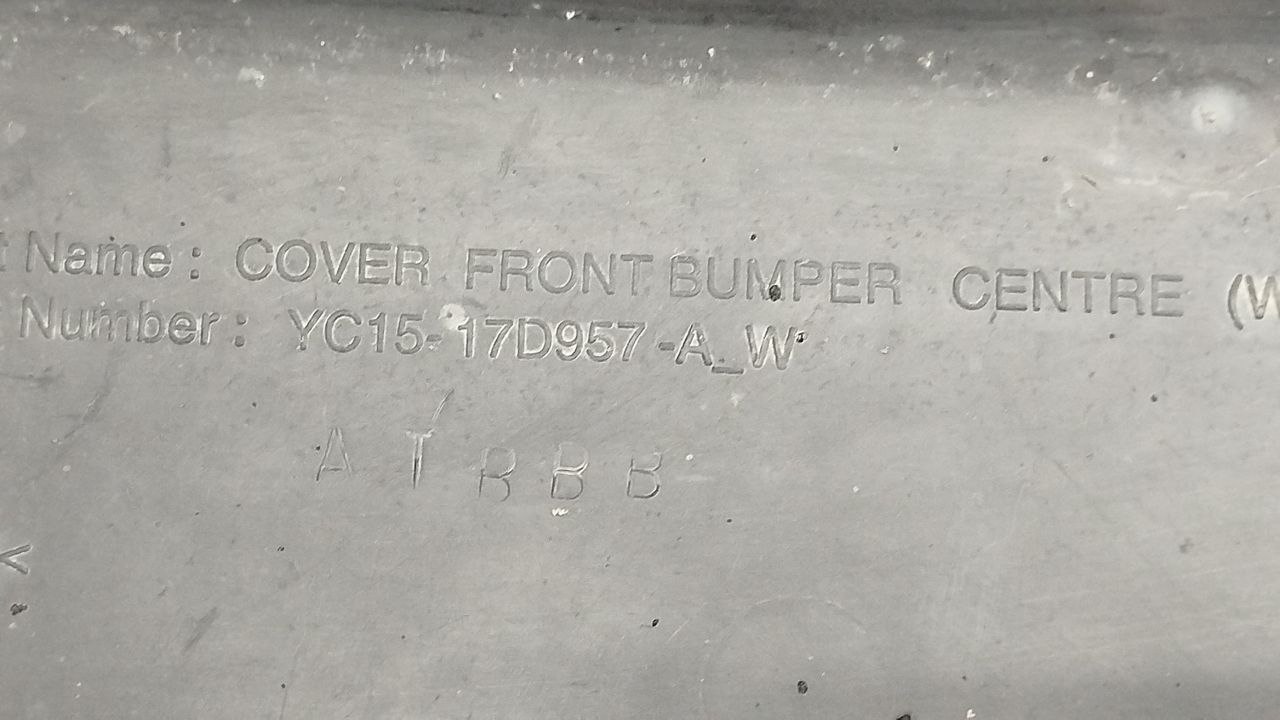 t Name : COVER FRONT BUMPER CENTRE (W
Number : YC15-17D957-A_W
A T B B B
<